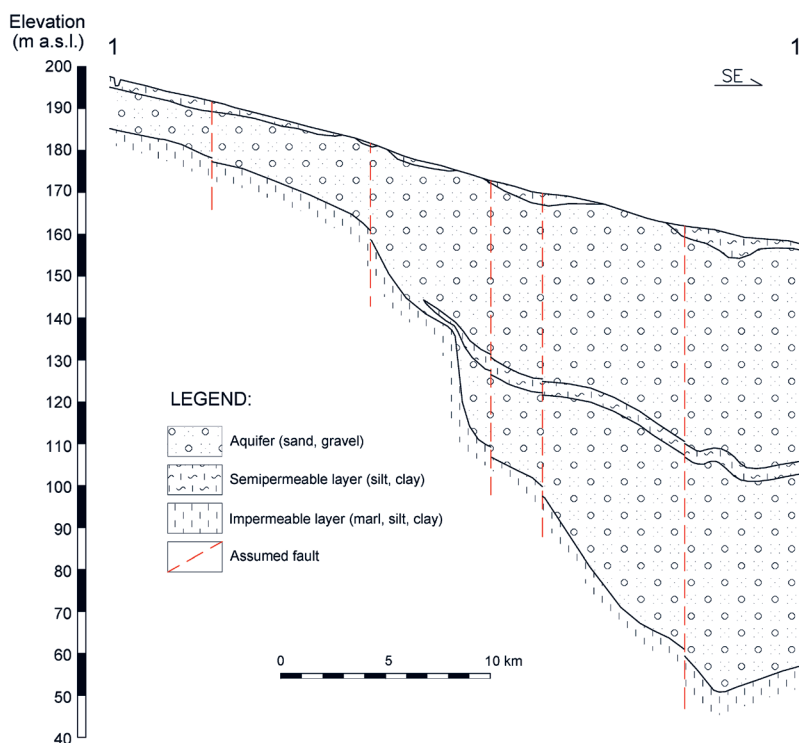 Elevation
(m a.s.l.)
1
1
SE
200
190
180
170
160
150
140
130
120
110
100
90
80
70
60
50
40
LEGEND:
Aquifer (sand, gravel)
Semipermeable layer (silt, clay)
Impermeable layer (marl, silt, clay)
Assumed fault
0
5
10 km